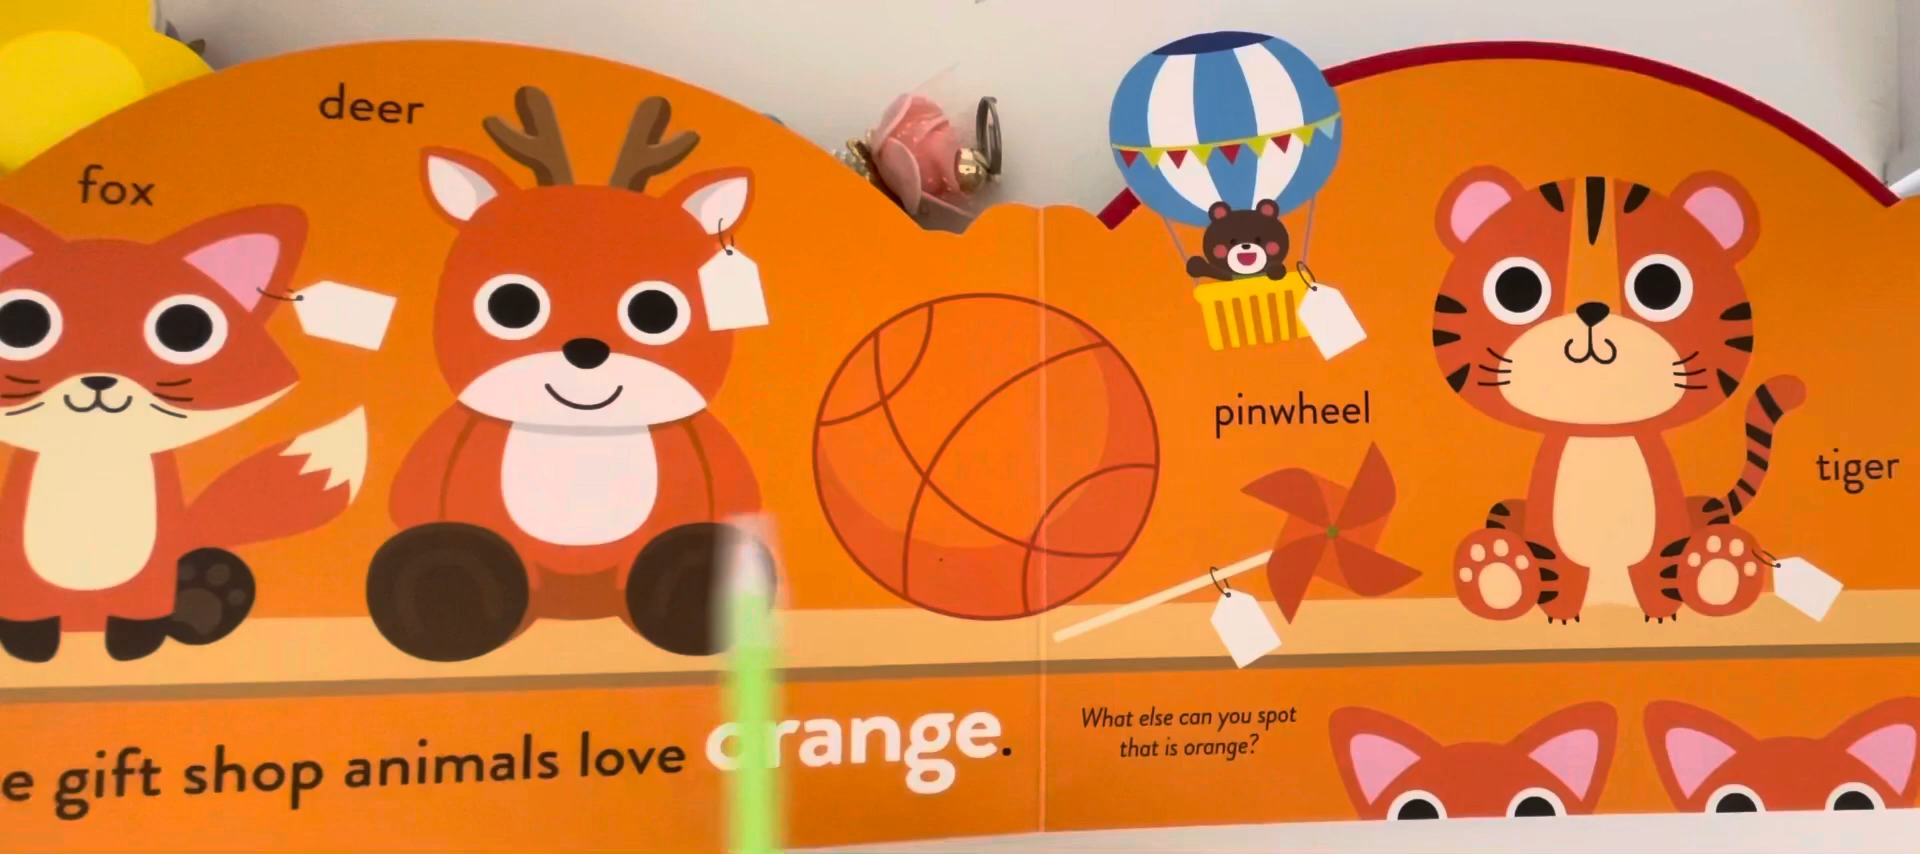 deer
fox
pinwheel
tiger
e gift shop animals love orange.
What else can you spot
that is orange?